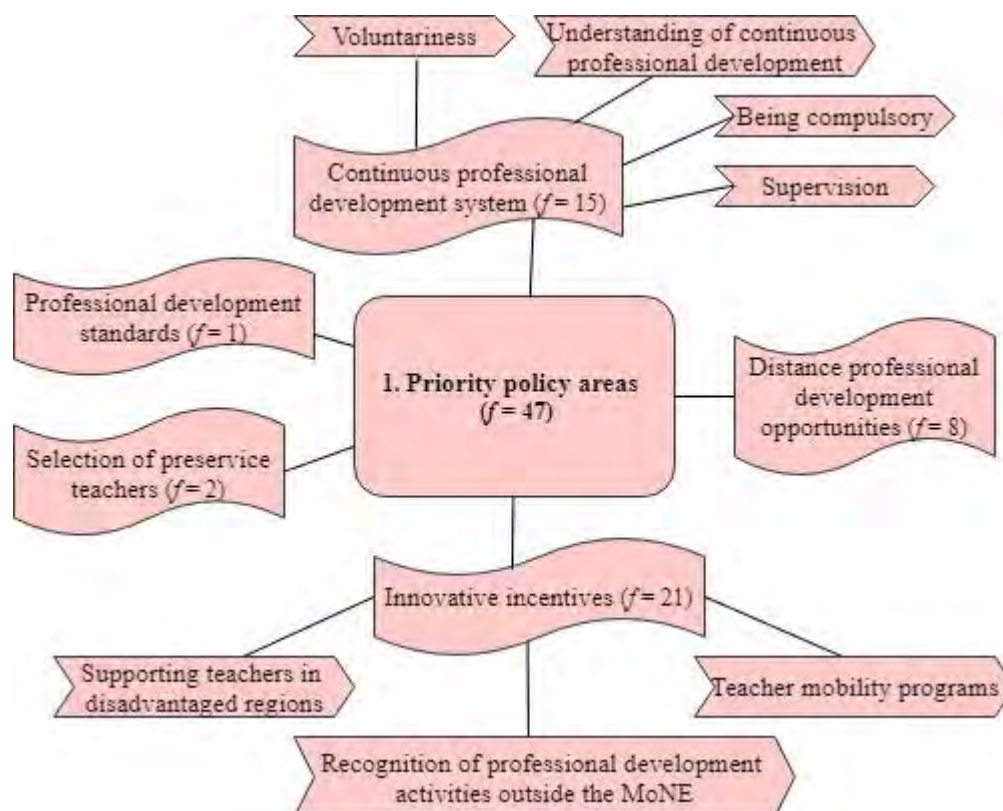 Voluntariness
Understanding of continuous
professional development
Being compulsory
Continuous professional
development system (f = 15)
Supervision
Professional development
standards (f = 1)
1. Priority policy areas
(f = 47)
Distance professional
development
opportunities (f = 8)
Selection of preservice
teachers (f = 2)
Innovative incentives (f = 21)
Supporting teachers in
disadvantaged regions
Teacher mobility programs
Recognition of professional development
activities outside the MoNE